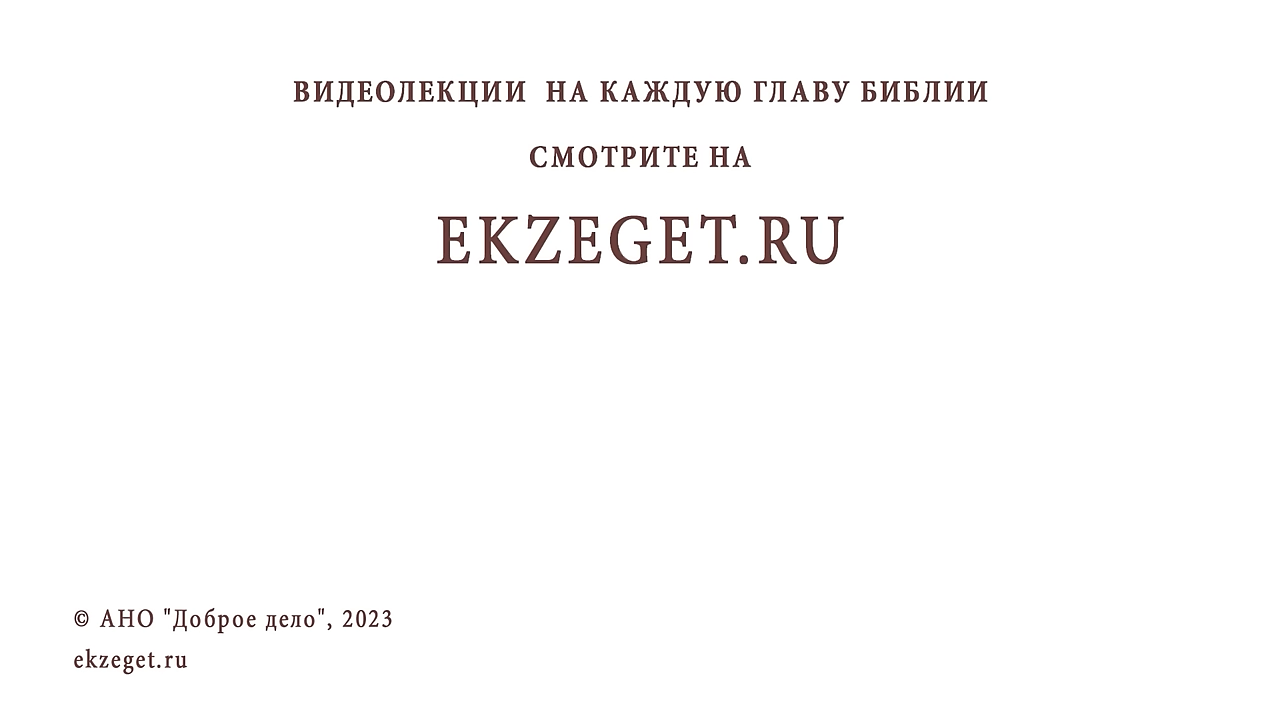 ВИДЕОЛЕКЦИИ НА КАЖДУЮ ГЛАВУ БИБЛИИ
СМОТРИТЕ НА
EKZEGET.RU
© АНО "Доброе дело", 2023
ekzeget.ru